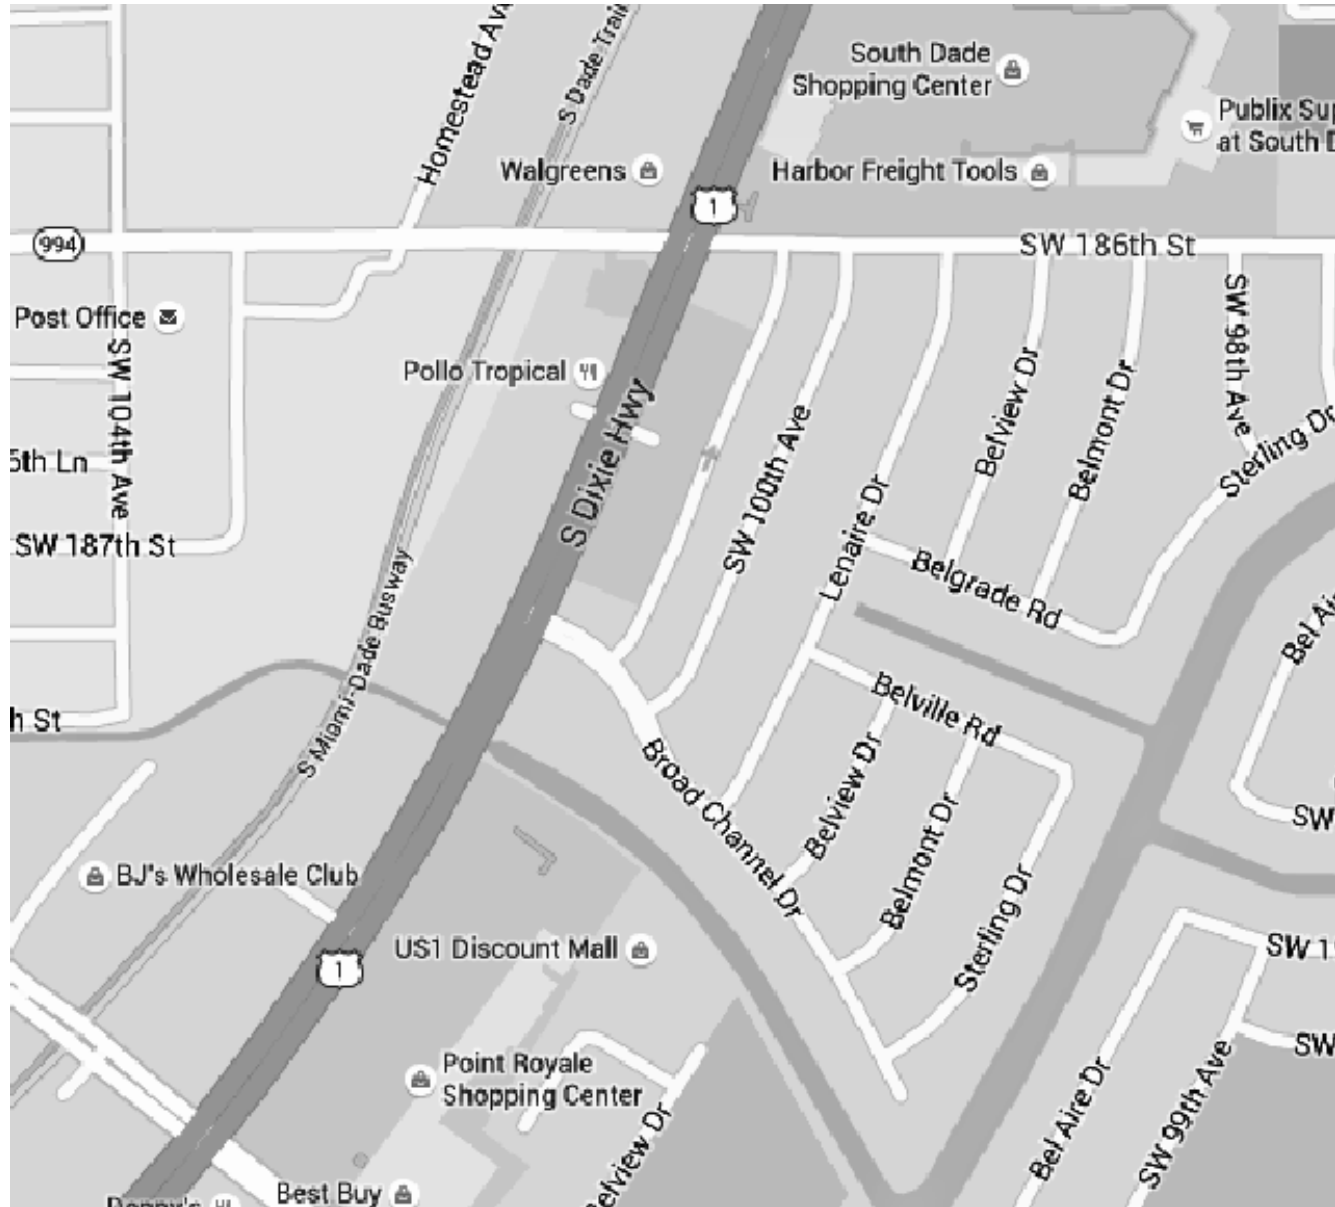 Homestead Av
S Dade Trail
South Dade
Shopping Center
Publix Sup
at South D
Walgreens
Harbor Freight Tools
1
994
SW 186th St
Post Office
SW 104th Ave
Pollo Tropical
S Dixie Hwy
SW 100th Ave
Lenaire Dr
Belview Dr
Belmont Dr
SW 98th Ave
Sterling Dr
5th Ln
SW 187th St
Belgrade Rd
S Miami-Dade Busway
Bel Ai
h St
Belville Rd
Broad Channel Dr
Belview Dr
Belmont Dr
Sterling Dr
SW
BJ's Wholesale Club
US1 Discount Mall
1
SW 1
SW
Point Royale
Shopping Center
Belview Dr
Bel Aire Dr
SW 99th Ave
Best Buy
Denny's